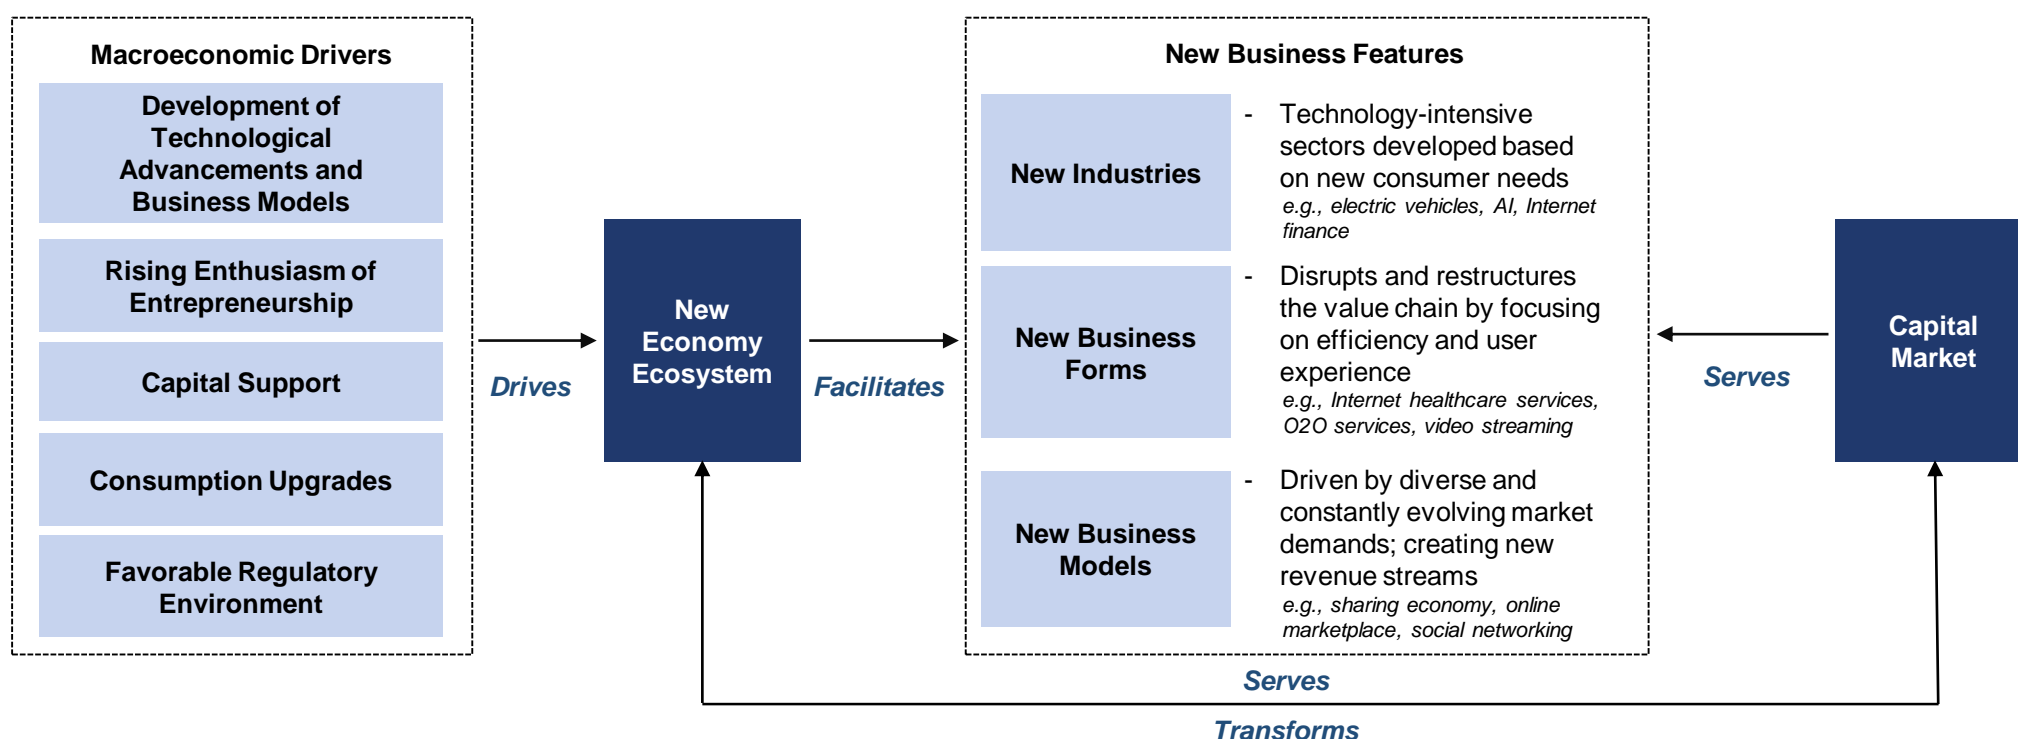 Macroeconomic Drivers
Development of
Technological
Advancements and
Business Models
Rising Enthusiasm of
Entrepreneurship
Capital Support
Consumption Upgrades
Favorable Regulatory
Environment
Drives
New
Economy
Ecosystem
Facilitates
New Business Features
New Industries
- Technology-intensive
sectors developed based
on new consumer needs
e.g., electric vehicles, AI, Internet
finance
New Business
Forms
- Disrupts and restructures
the value chain by focusing
on efficiency and user
experience
e.g., Internet healthcare services,
O2O services, video streaming
New Business
Models
- Driven by diverse and
constantly evolving market
demands; creating new
revenue streams
e.g., sharing economy, online
marketplace, social networking
Serves
Capital
Market
Serves
Transforms